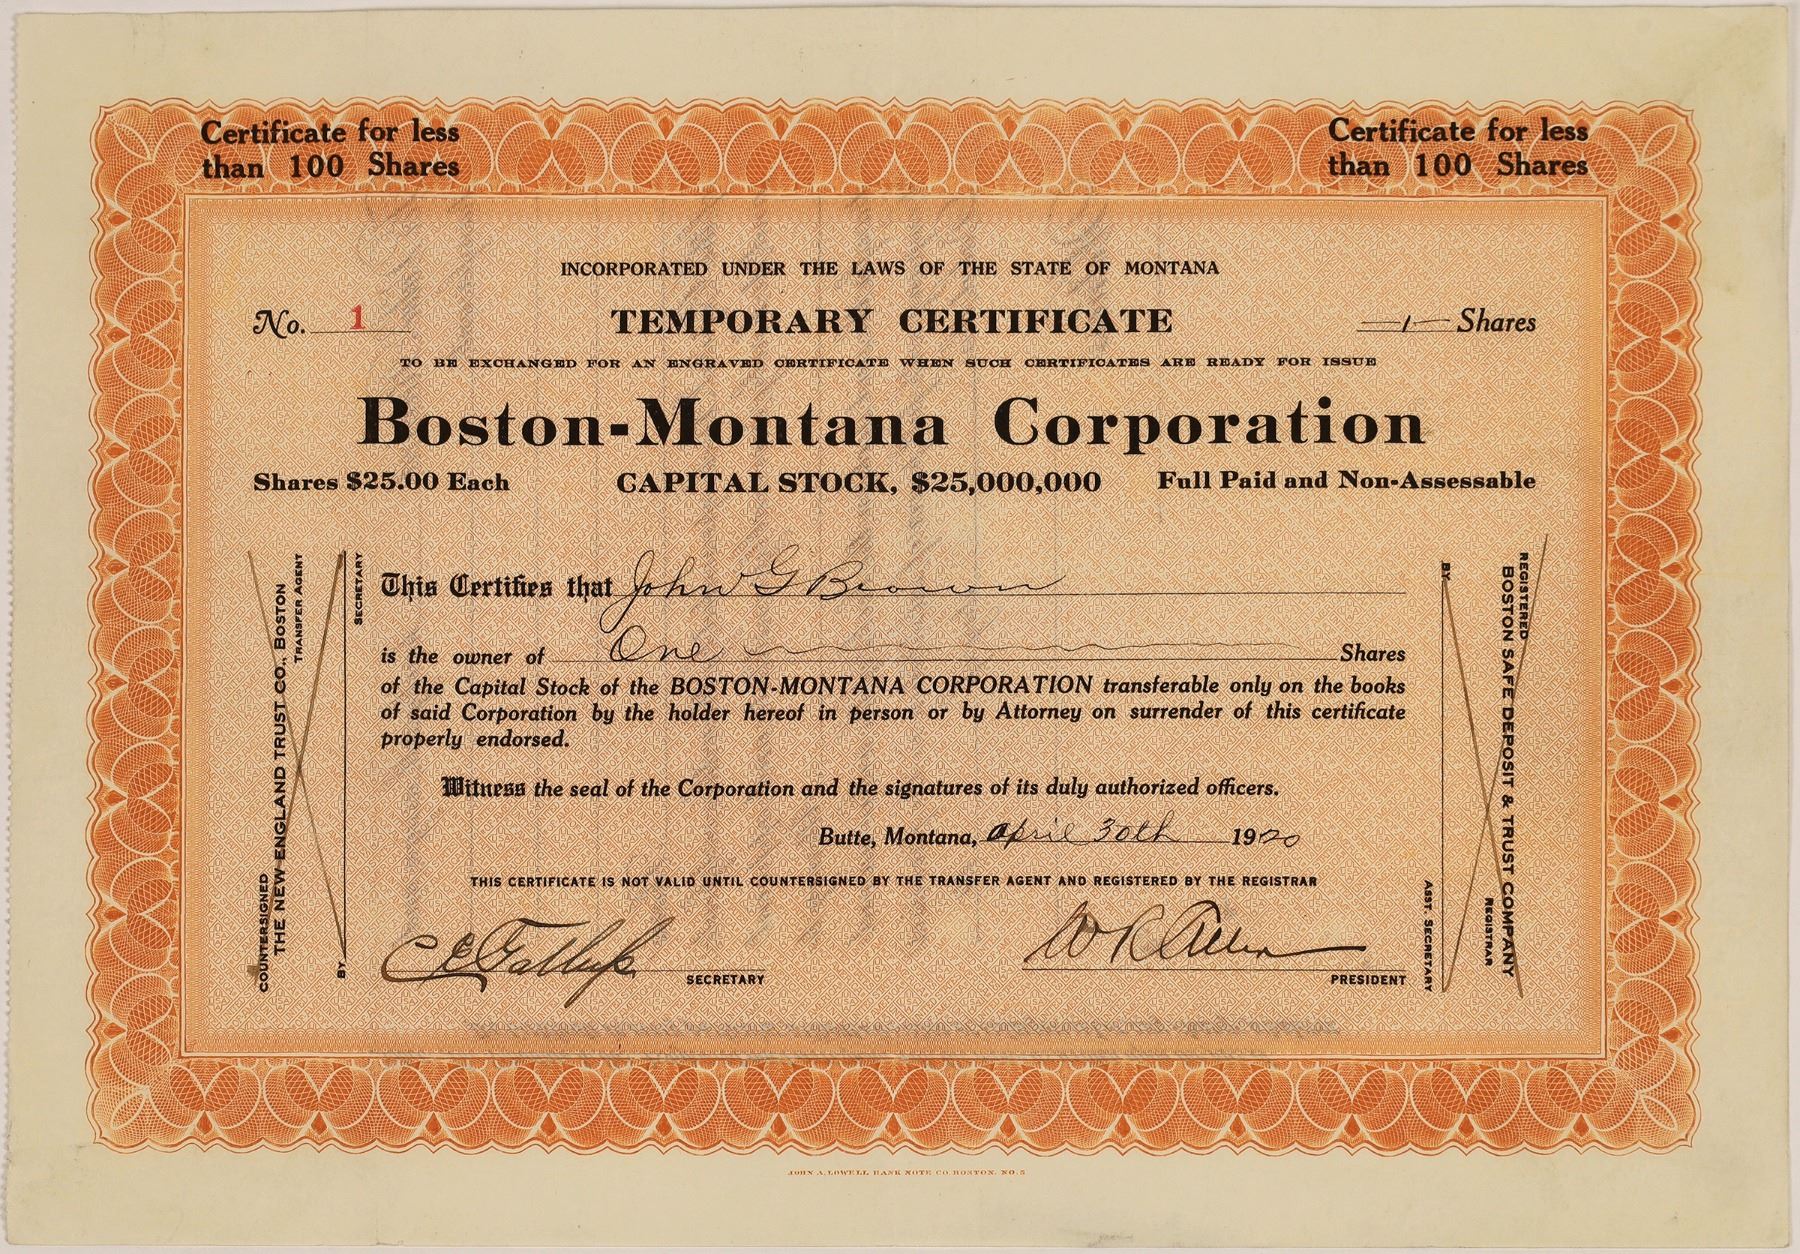 Certificate for less
than 100 Shares
Certificate for less
than 100 Shares
INCORPORATED UNDER THE LAWS OF THE STATE OF MONTANA
No. 1
TEMPORARY CERTIFICATE
1 Shares
TO BE EXCHANGED FOR AN ENGRAVED CERTIFICATE WHEN SUCH CERTIFICATES ARE READY FOR ISSUE
Boston-Montana Corporation
Shares $25.00 Each
CAPITAL STOCK, $25,000,000
Full Paid and Non-Assessable
COUNTERSIGNED
THE NEW ENGLAND TRUST CO., BOSTON
TRANSFER AGENT
BY
SECRETARY
This Certifies that John G Brown
is the owner of One Shares
of the Capital Stock of the BOSTON-MONTANA CORPORATION transferable only on the books
of said Corporation by the holder hereof in person or by Attorney on surrender of this certificate
properly endorsed.
Witness the seal of the Corporation and the signatures of its duly authorized officers.
Butte, Montana, April 30th 1920
THIS CERTIFICATE IS NOT VALID UNTIL COUNTERSIGNED BY THE TRANSFER AGENT AND REGISTERED BY THE REGISTRAR
C E
SECRETARY
W R Allen
PRESIDENT
REGISTERED
BOSTON SAFE DEPOSIT & TRUST COMPANY
REGISTRAR
BY
ASST. SECRETARY
JOHN A. LOWELL BANK NOTE CO. BOSTON. NO. 5